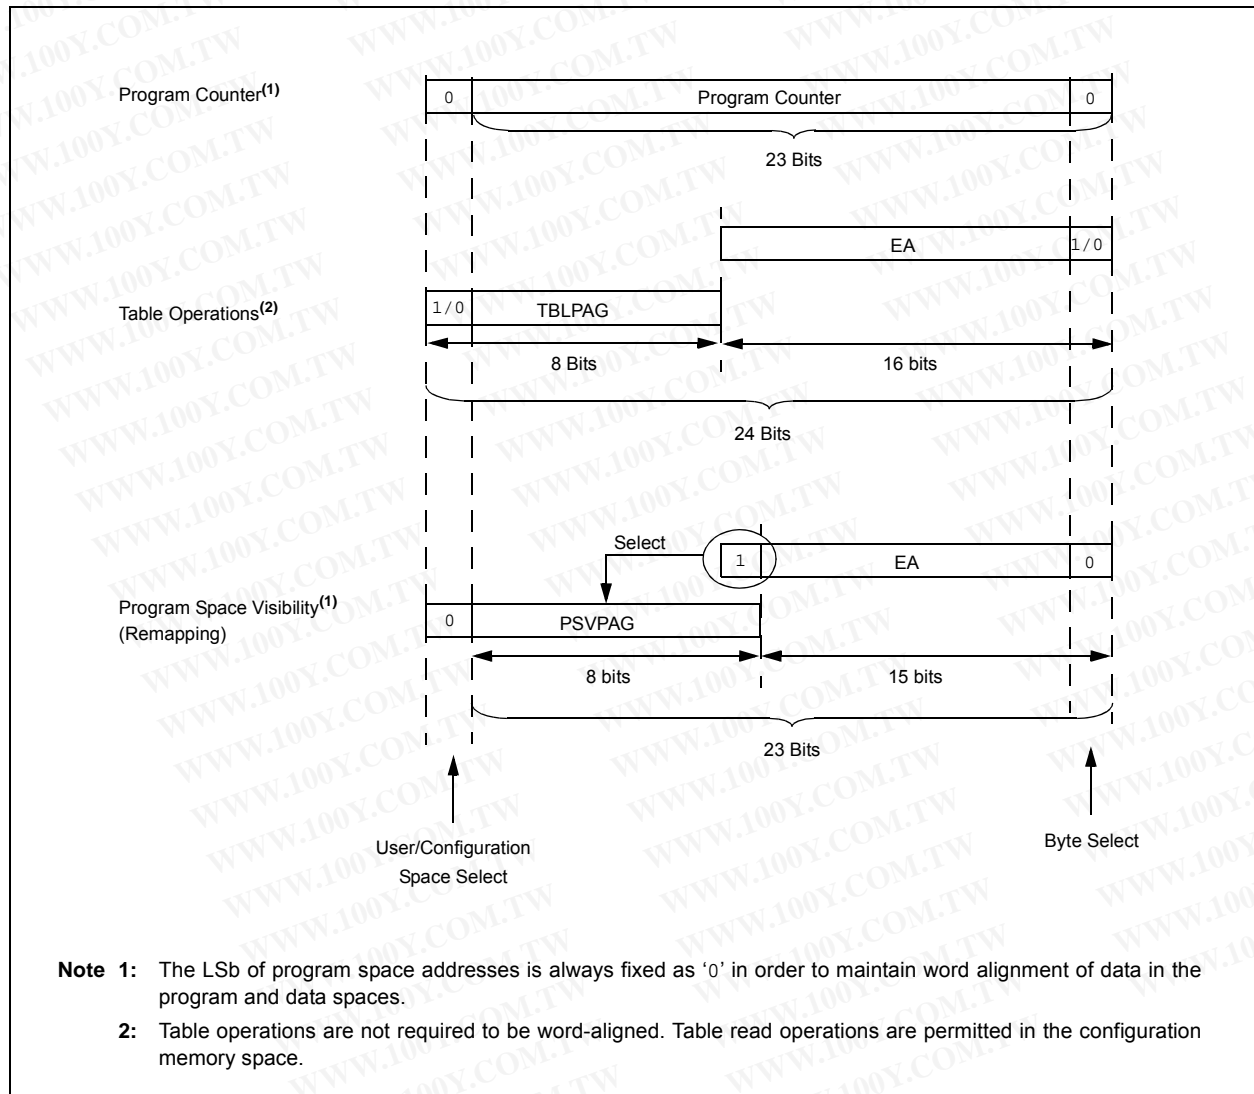 Program Counter(1)
0
Program Counter
0
23 Bits
EA
1/0
Table Operations(2)
1/0
TBLPAG
8 Bits
16 bits
24 Bits
Select
1
EA
0
Program Space Visibility(1)
(Remapping)
0
PSVPAG
8 bits
15 bits
23 Bits
User/Configuration
Space Select
Byte Select
Note 1: The LSb of program space addresses is always fixed as ‘0’ in order to maintain word alignment of data in the
program and data spaces.
2: Table operations are not required to be word-aligned. Table read operations are permitted in the configuration
memory space.
WWW.100Y.COM.TW